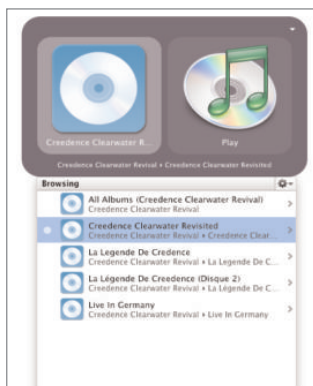 Creedence Clearwater R...
Play
Creedence Clearwater Revival ▸ Creedence Clearwater Revisited
Browsing
All Albums (Creedence Clearwater Revival)
Creedence Clearwater Revival
Creedence Clearwater Revisited
Creedence Clearwater Revival ▸ Creedence Clear...
La Legende De Credence
Creedence Clearwater Revival ▸ La Legende De C...
La Légende De Creedence (Disque 2)
Creedence Clearwater Revival ▸ La Légende De C...
Live In Germany
Creedence Clearwater Revival ▸ Live In Germany